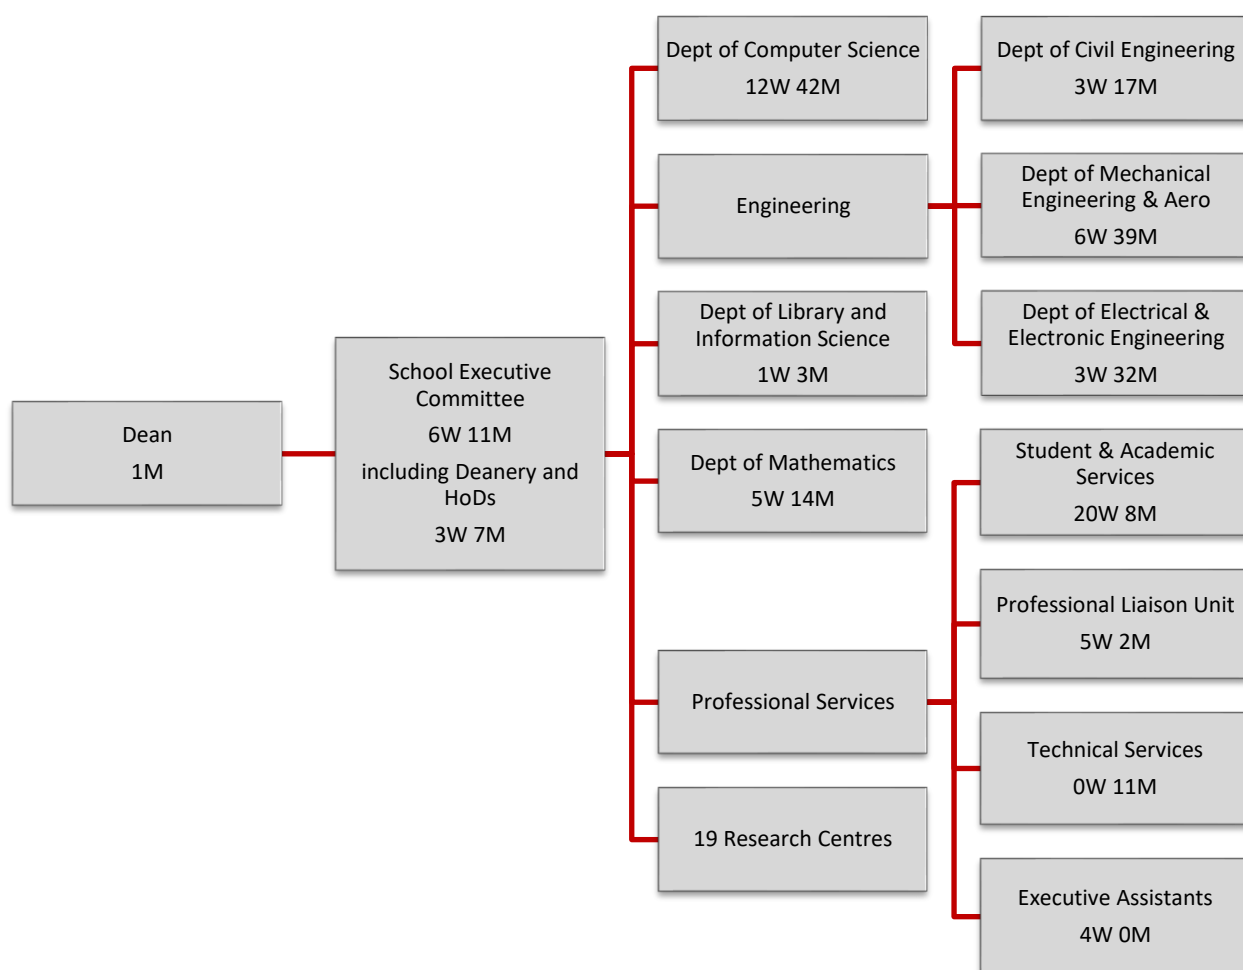 Dean
1M
School Executive
Committee
6W 11M
including Deanery and
HoDs
3W 7M
Dept of Computer Science
12W 42M
Engineering
Dept of Civil Engineering
3W 17M
Dept of Mechanical
Engineering & Aero
6W 39M
Dept of Electrical &
Electronic Engineering
3W 32M
Dept of Library and
Information Science
1W 3M
Dept of Mathematics
5W 14M
Professional Services
Student & Academic
Services
20W 8M
Professional Liaison Unit
5W 2M
Technical Services
0W 11M
Executive Assistants
4W 0M
19 Research Centres